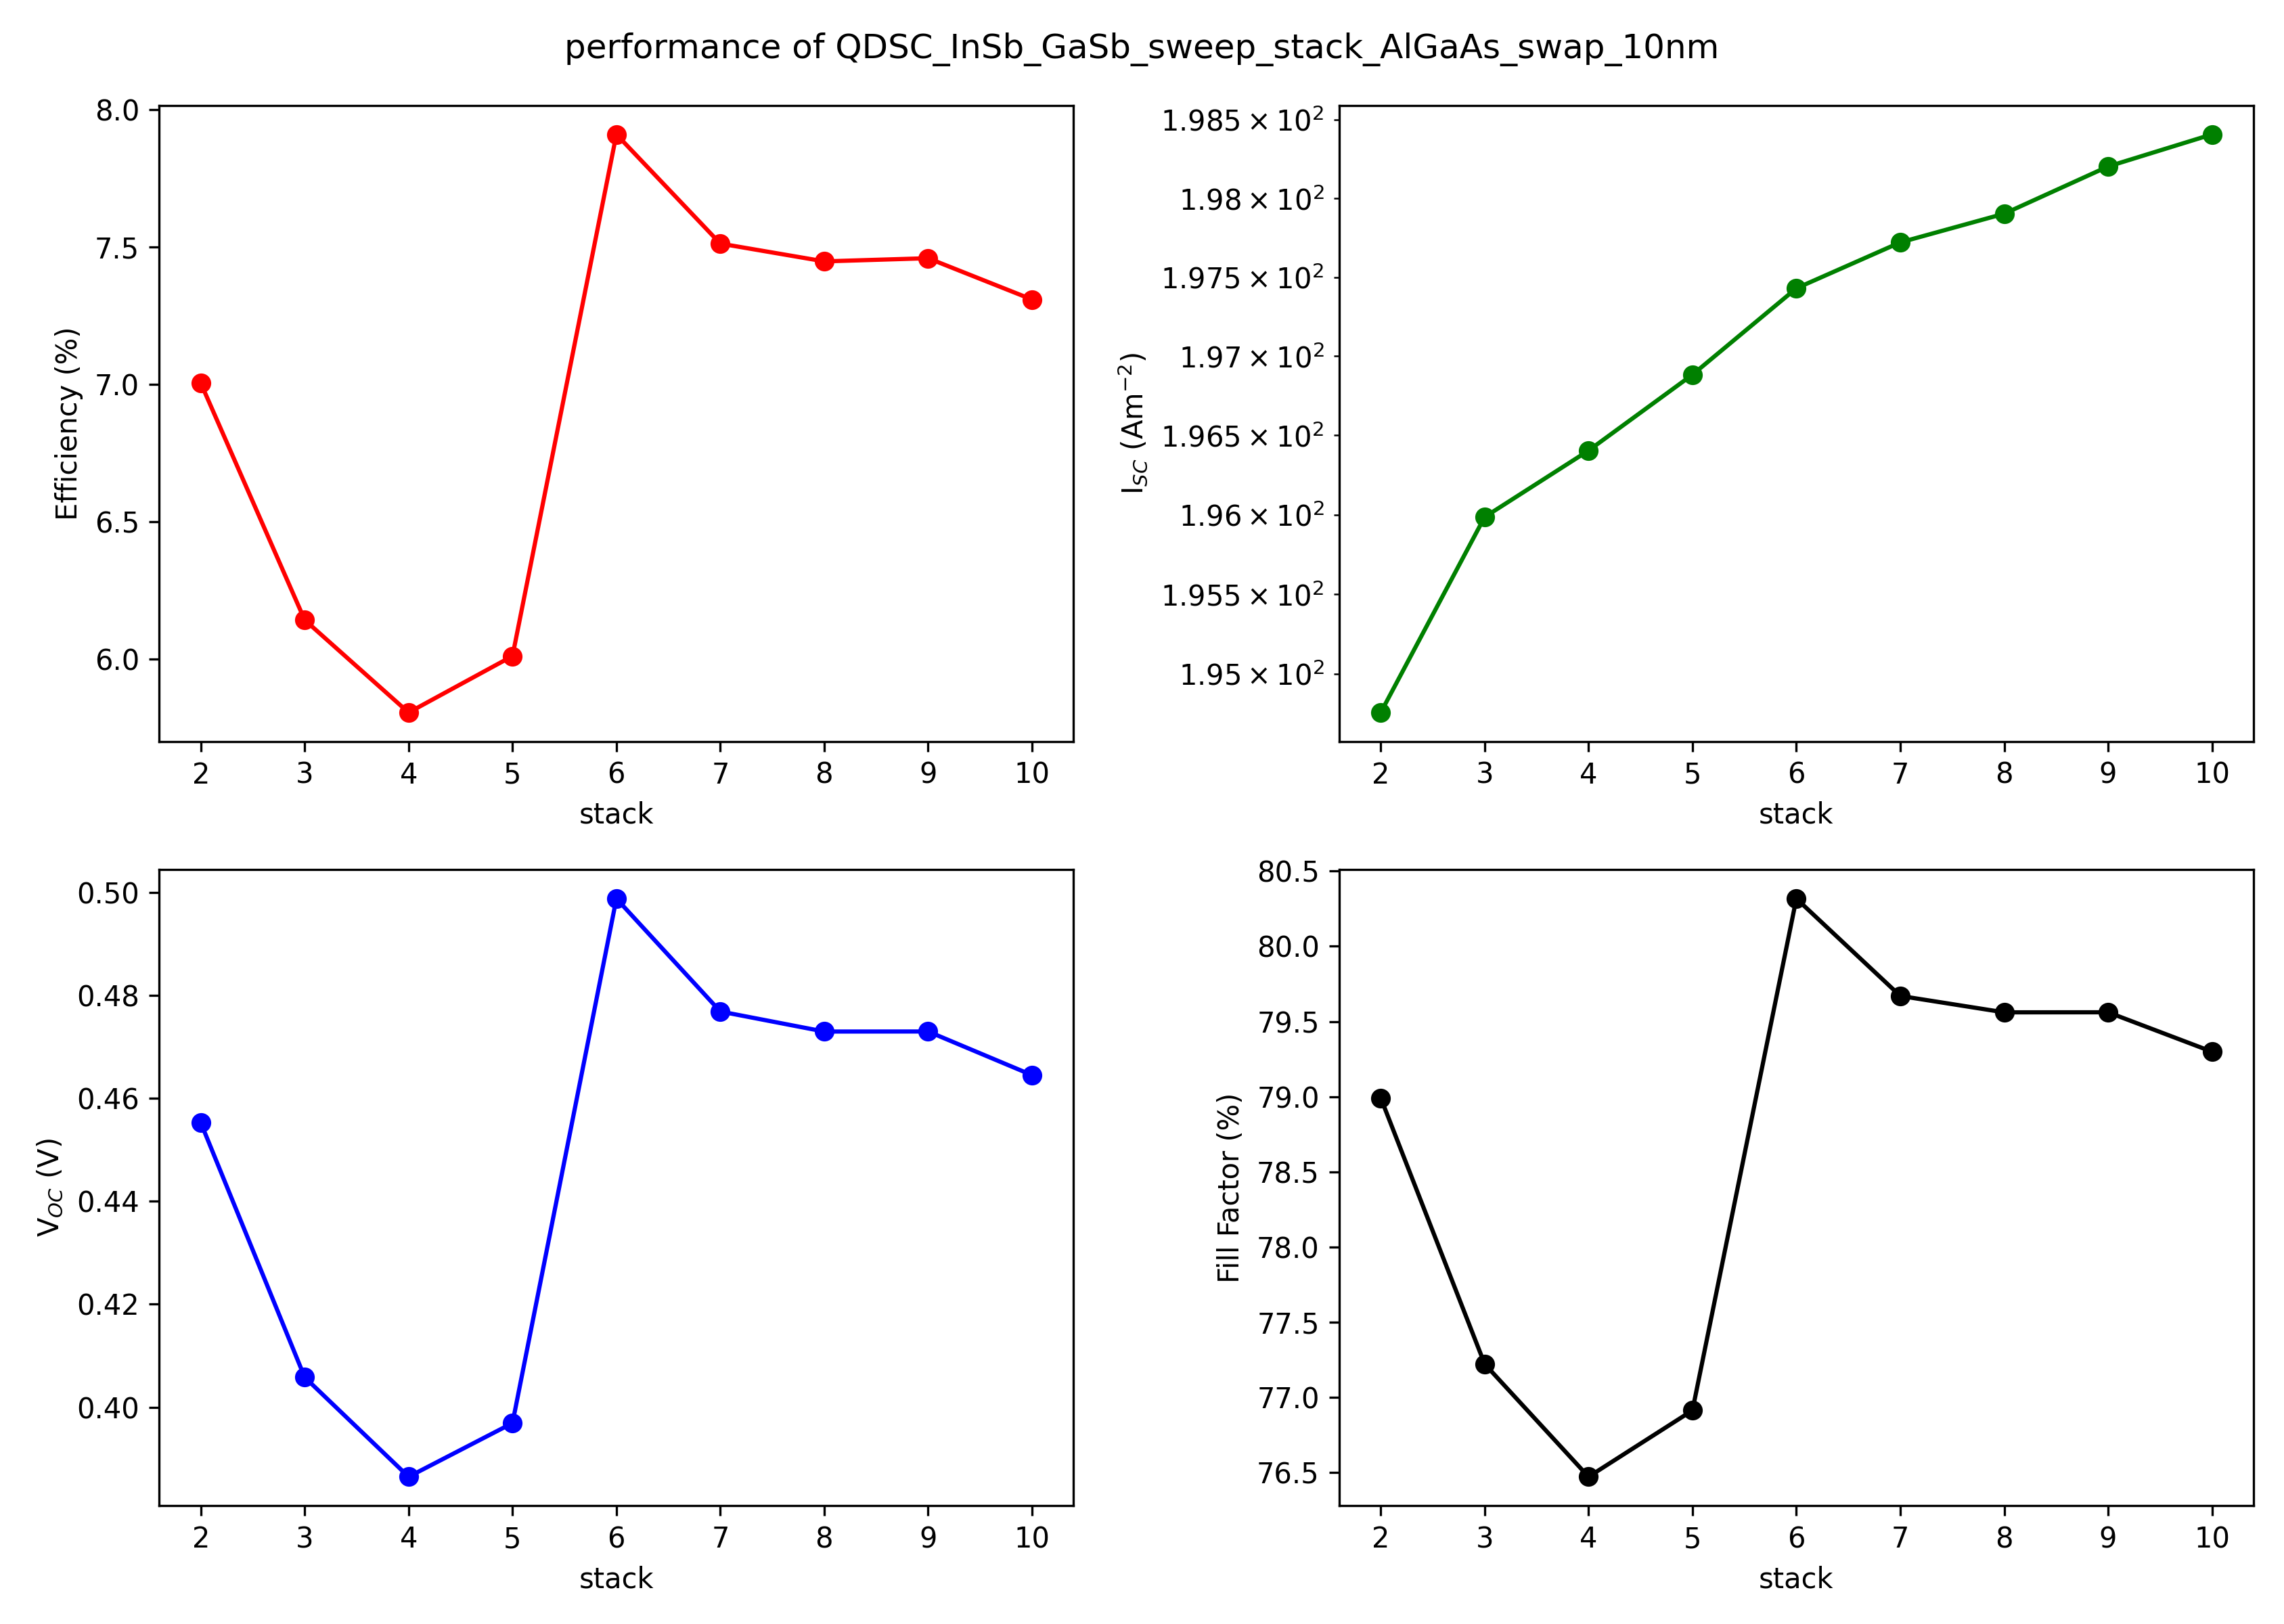 performance of QDSC_InSb_GaSb_sweep_stack_AlGaAs_swap_10nm
8.0
7.5
7.0
6.5
6.0
Efficiency (%)
2 3 4 5 6 7 8 9 10
stack
1.985 × 10²
1.98 × 10²
1.975 × 10²
1.97 × 10²
1.965 × 10²
1.96 × 10²
1.955 × 10²
1.95 × 10²
I_SC (Am⁻²)
2 3 4 5 6 7 8 9 10
stack
0.50
0.48
0.46
0.44
0.42
0.40
V_OC (V)
2 3 4 5 6 7 8 9 10
stack
80.5
80.0
79.5
79.0
78.5
78.0
77.5
77.0
76.5
Fill Factor (%)
2 3 4 5 6 7 8 9 10
stack